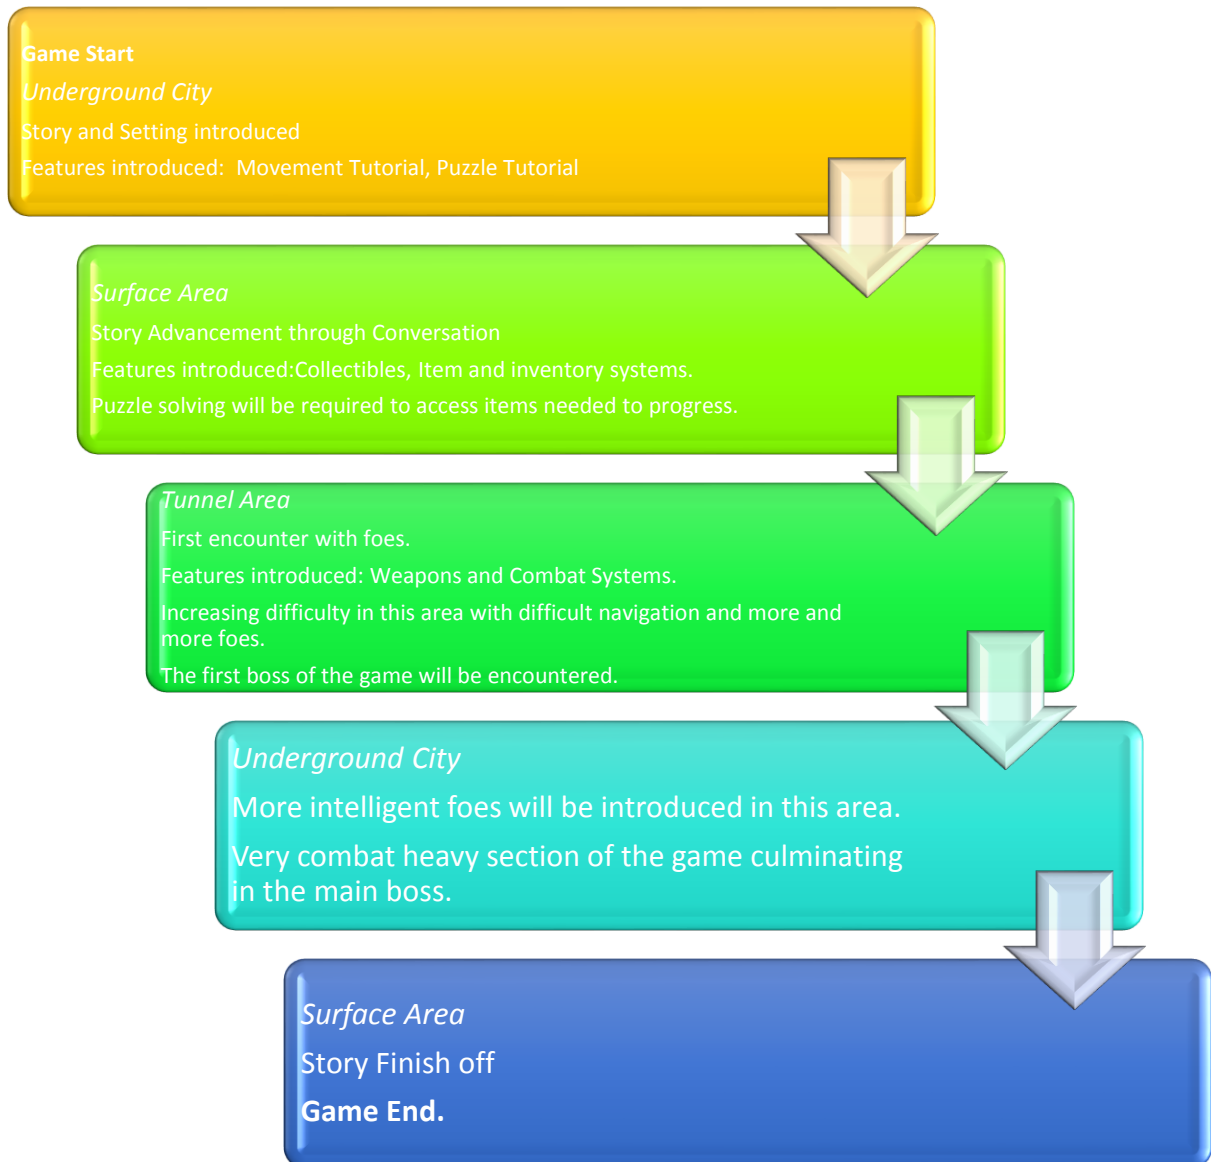 Game Start
Underground City
Story and Setting introduced
Features introduced:  Movement Tutorial, Puzzle Tutorial
Surface Area
Story Advancement through Conversation
Features introduced:Collectibles, Item and inventory systems.
Puzzle solving will be required to access items needed to progress.
Tunnel Area
First encounter with foes.
Features introduced: Weapons and Combat Systems.
Increasing difficulty in this area with difficult navigation and more and
more foes.
The first boss of the game will be encountered.
Underground City
More intelligent foes will be introduced in this area.
Very combat heavy section of the game culminating
in the main boss.
Surface Area
Story Finish off
Game End.